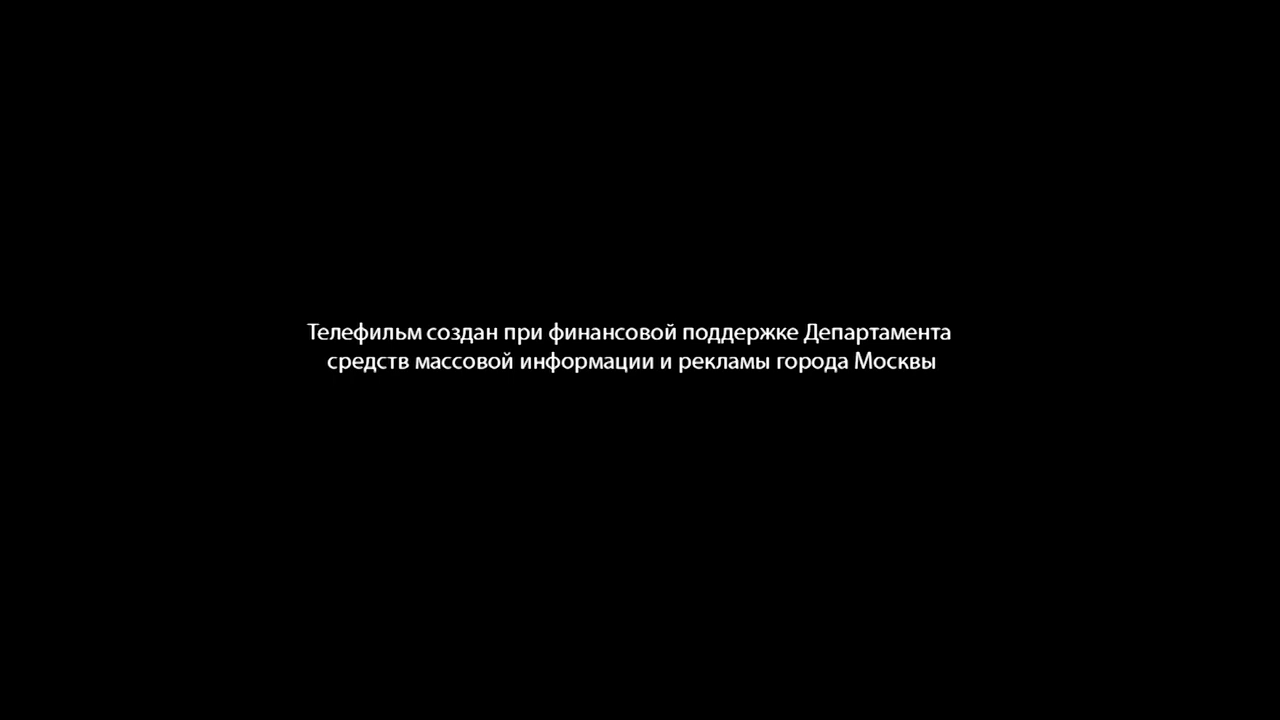 Телефильм создан при финансовой поддержке Департамента
средств массовой информации и рекламы города Москвы